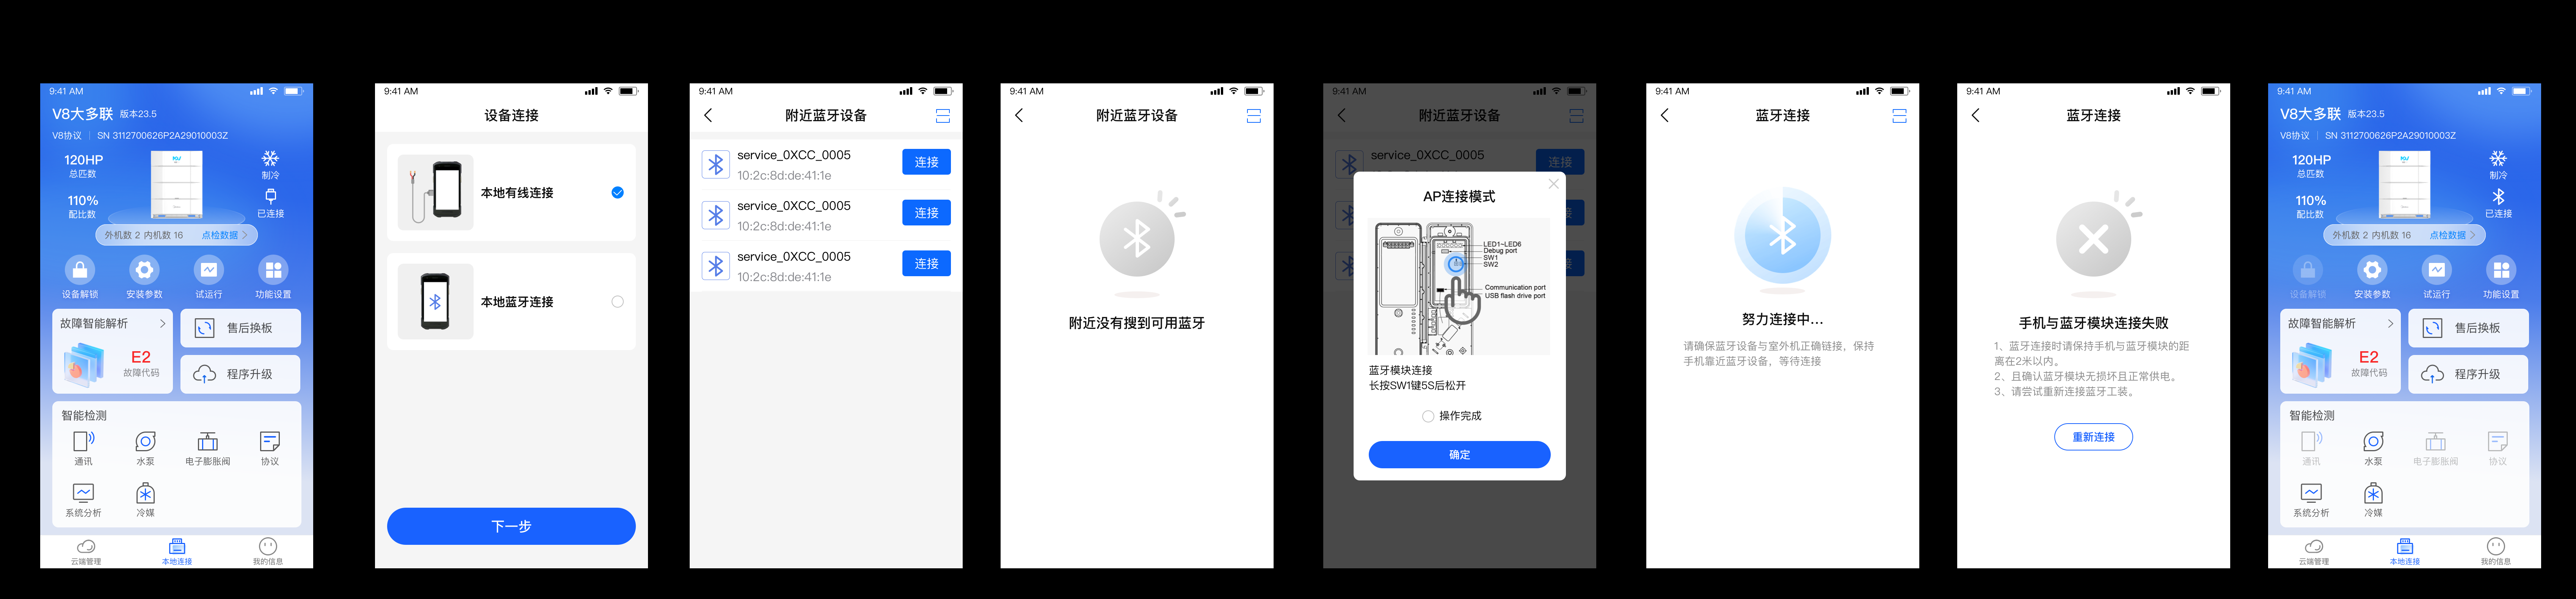 9:41 AM
V8大多联 版本23.5
V8协议 SN 3112700626P2A29010003Z
120HP
总匹数
制冷
110%
配比数
已连接
外机数 2 内机数 16 点检数据
设备解锁 安装参数 试运行 功能设置
故障智能解析
E2
故障代码
售后换板
程序升级
智能检测
通讯 水泵 电子膨胀阀 协议
系统分析 冷媒
云端管理 本地连接 我的信息
9:41 AM
设备连接
本地有线连接
本地蓝牙连接
下一步
9:41 AM
附近蓝牙设备
service_0XCC_0005
10:2c:8d:de:41:1e
连接
service_0XCC_0005
10:2c:8d:de:41:1e
连接
service_0XCC_0005
10:2c:8d:de:41:1e
连接
9:41 AM
附近蓝牙设备
附近没有搜到可用蓝牙
9:41 AM
附近蓝牙设备
service_0XCC_0005
连接
AP连接模式
LED1~LED6
Debug port
SW1
SW2
Communication port
USB flash drive port
蓝牙模块连接
长按SW1键5S后松开
操作完成
确定
9:41 AM
蓝牙连接
努力连接中...
请确保蓝牙设备与室外机正确链接，保持
手机靠近蓝牙设备，等待连接
9:41 AM
蓝牙连接
手机与蓝牙模块连接失败
1、蓝牙连接时请保持手机与蓝牙模块的距
离在2米以内。
2、且确认蓝牙模块无损坏且正常供电。
3、请尝试重新连接蓝牙工装。
重新连接
9:41 AM
V8大多联 版本23.5
V8协议 SN 3112700626P2A29010003Z
120HP
总匹数
制冷
110%
配比数
已连接
外机数 2 内机数 16 点检数据
设备解锁 安装参数 试运行 功能设置
故障智能解析
E2
故障代码
售后换板
程序升级
智能检测
通讯 水泵 电子膨胀阀 协议
系统分析 冷媒
云端管理 本地连接 我的信息